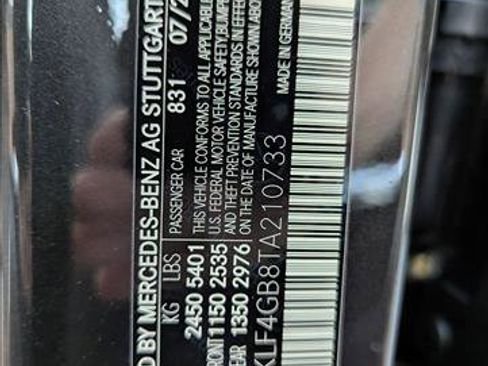 D BY MERCEDES-BENZ AG STUTTGART
KG LBS PASSENGER CAR 831 07/2
2450 5401 THIS VEHICLE CONFORMS TO ALL APPLICABLE
FRONT 1150 2535 U.S. FEDERAL MOTOR VEHICLE SAFETY, BUMPER
EAR 1350 2976 AND THEFT PREVENTION STANDARDS IN EFFECT
ON THE DATE OF MANUFACTURE SHOWN ABOVE
KLF4GB8TA210733 MADE IN GERMANY